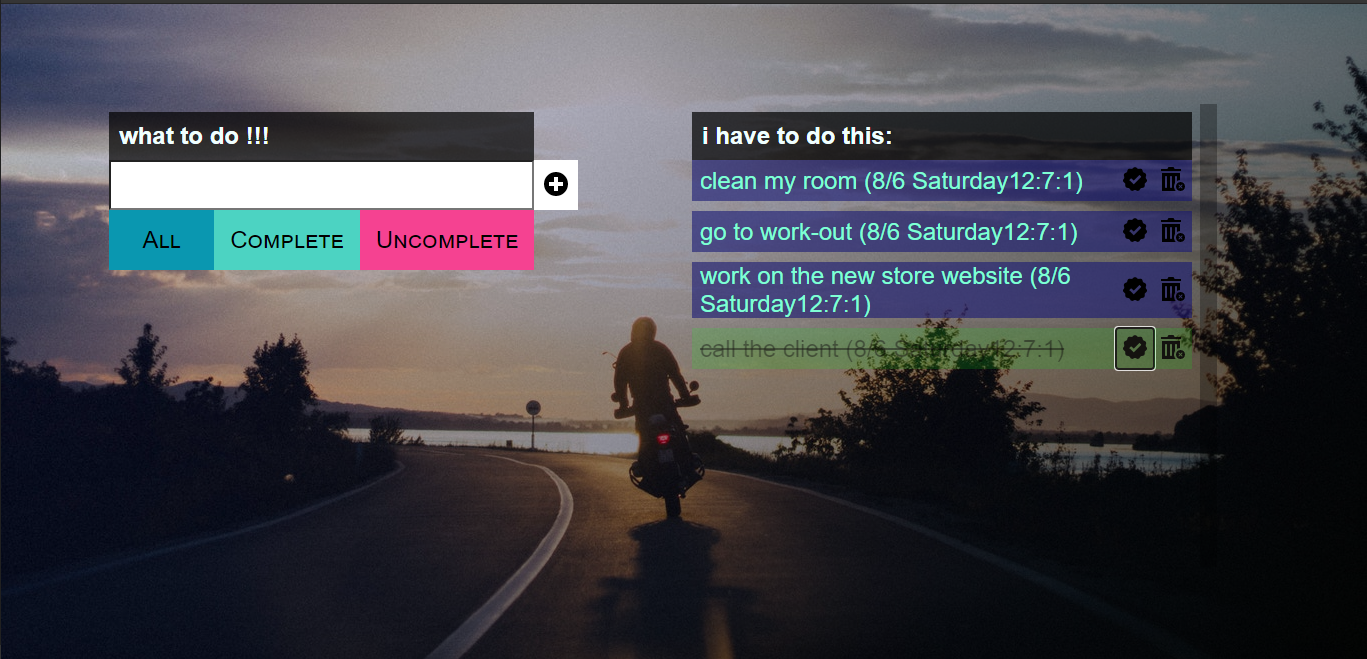 what to do !!!
All
Complete
Uncomplete
i have to do this:
clean my room (8/6 Saturday12:7:1)
go to work-out (8/6 Saturday12:7:1)
work on the new store website (8/6
Saturday12:7:1)
call the client (8/6 Saturday12:7:1)